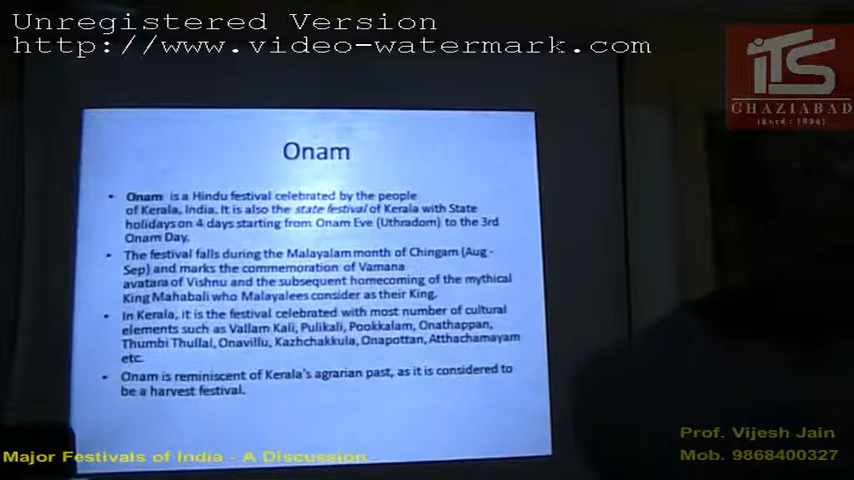 Unregistered Version
http://www.video-watermark.com
iTS
GHAZIABAD
(Estd : 1995)
Onam
• Onam is a Hindu festival celebrated by the people
of Kerala, India. It is also the state festival of Kerala with State
holidays on 4 days starting from Onam Eve (Uthradom) to the 3rd
Onam Day.
• The festival falls during the Malayalam month of Chingam (Aug -
Sep) and marks the commemoration of Vamana
avatara of Vishnu and the subsequent homecoming of the mythical
King Mahabali who Malayalees consider as their King.
• In Kerala, it is the festival celebrated with most number of cultural
elements such as Vallam Kali, Pulikali, Pookkalam, Onathappan,
Thumbi Thullal, Onavillu, Kazhchakkula, Onapottan, Atthachamayam
etc.
• Onam is reminiscent of Kerala's agrarian past, as it is considered to
be a harvest festival.
Prof. Vijesh Jain
Major Festivals of India - A Discussion
Mob. 9868400327